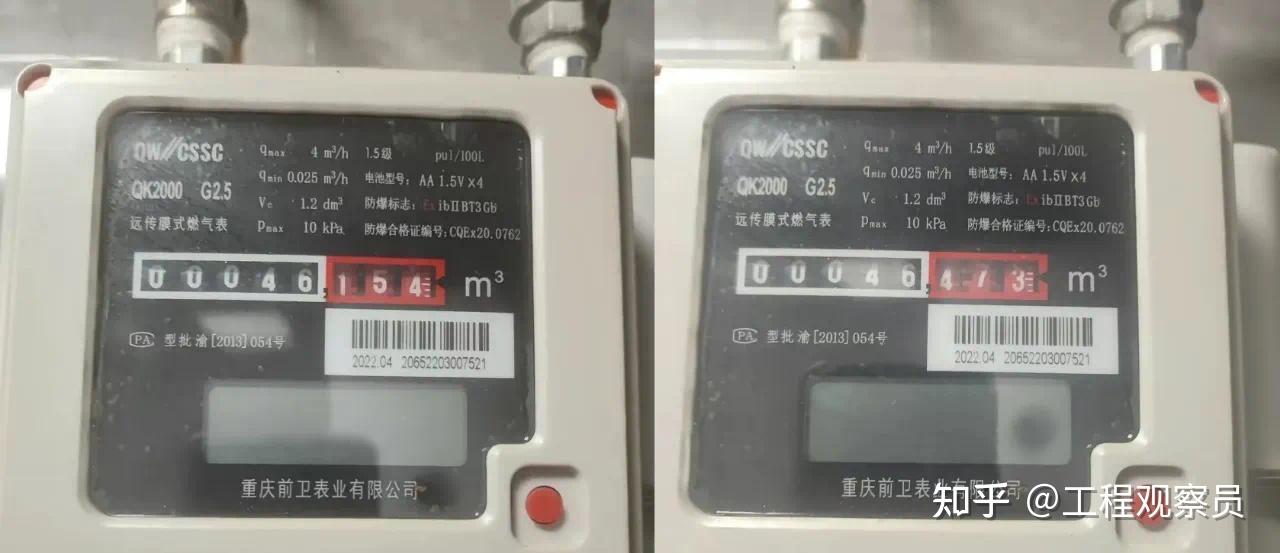 QW//CSSC
QK2000 G2.5
远传膜式燃气表
qmax 4 m³/h 1.5级 pul/100L
qmin 0.025 m³/h 电池型号: AA 1.5V×4
Vc 1.2 dm³ 防爆标志: Ex ibⅡBT3Gb
Pmax 10 kPa 防爆合格证编号:CQEx20.0762
00046,154 m³
PA 型批渝[2013]054号
2022.04 20652203007521
重庆前卫表业有限公司
QW//CSSC
QK2000 G2.5
远传膜式燃气表
qmax 4 m³/h 1.5级 pul/100L
qmin 0.025 m³/h 电池型号: AA 1.5V×4
Vc 1.2 dm³ 防爆标志: Ex ibⅡBT3Gb
Pmax 10 kPa 防爆合格证编号:CQEx20.0762
00046,473 m³
PA 型批渝[2013]054号
2022.04 20652203007521
重庆前卫表业有限公司
知乎 @工程观察员